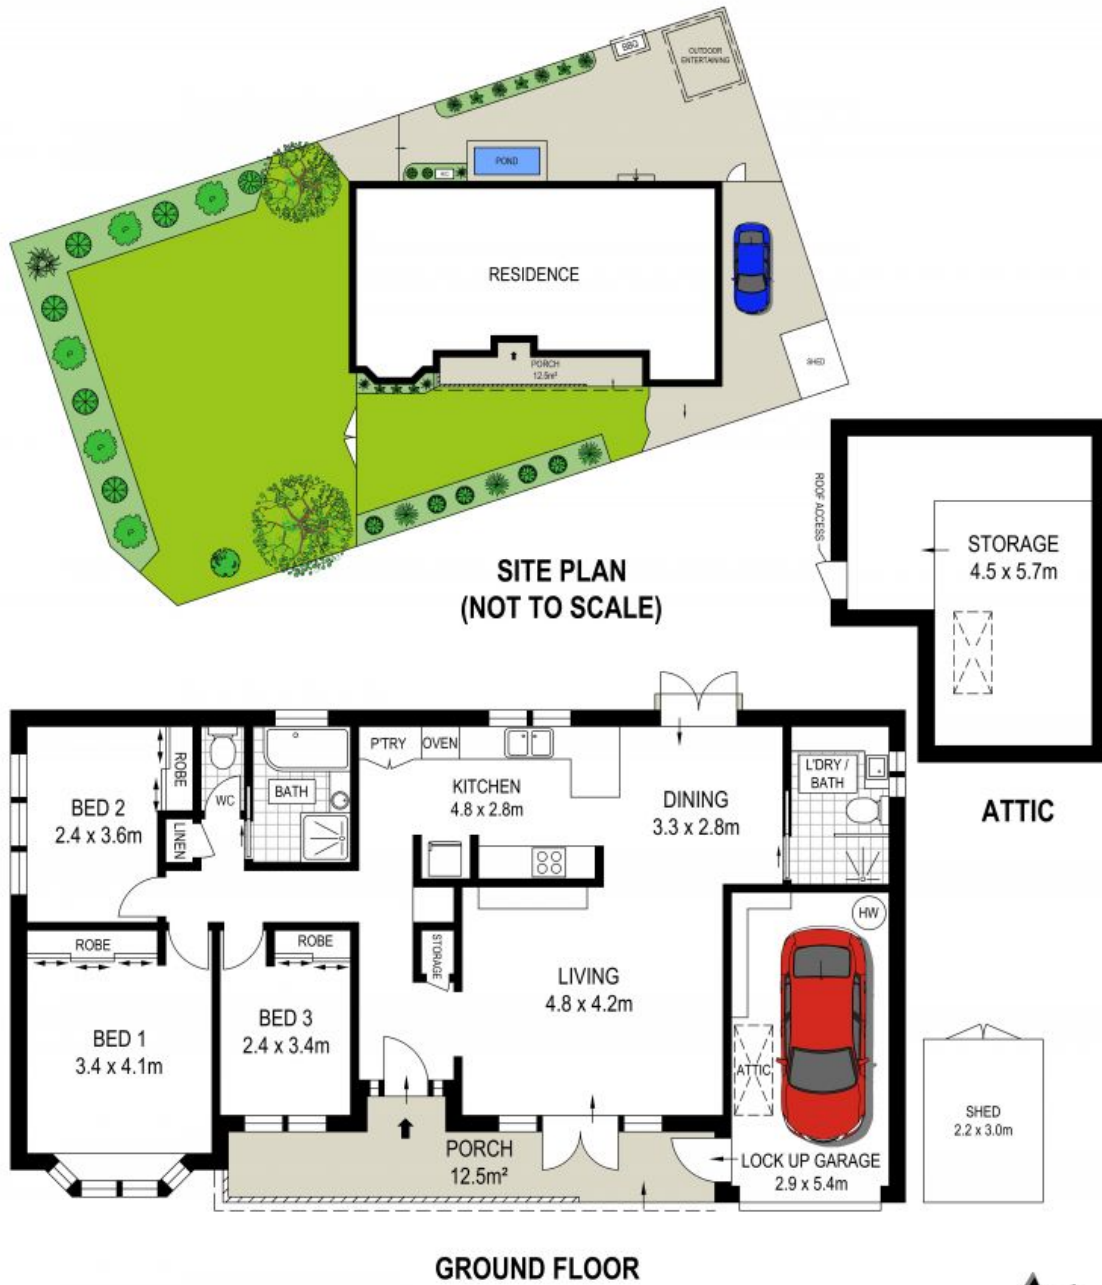 BBQ
OUTDOOR
ENTERTAINING
POND
RESIDENCE
PORCH
12.5m²
SHED
SITE PLAN
(NOT TO SCALE)
ROOF ACCESS
STORAGE
4.5 x 5.7m
ATTIC
BED 2
2.4 x 3.6m
ROBE
LINEN
WC
BATH
P'TRY
OVEN
KITCHEN
4.8 x 2.8m
DINING
3.3 x 2.8m
L'DRY /
BATH
HW
ROBE
BED 1
3.4 x 4.1m
ROBE
BED 3
2.4 x 3.4m
STORAGE
LIVING
4.8 x 4.2m
ATTIC
LOCK UP GARAGE
2.9 x 5.4m
PORCH
12.5m²
SHED
2.2 x 3.0m
GROUND FLOOR